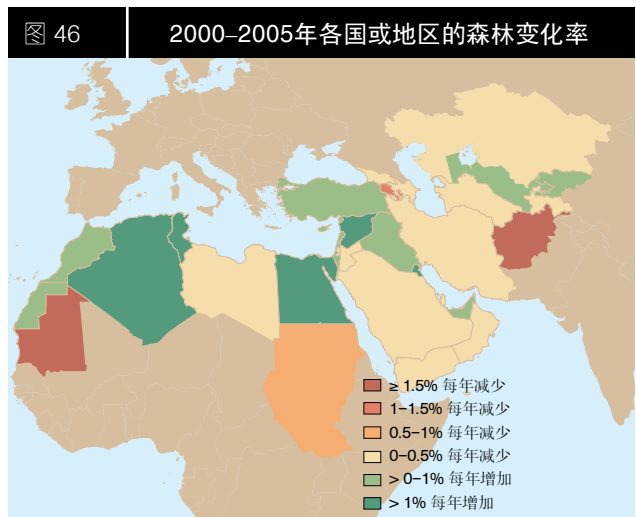 图 46
2000–2005年各国或地区的森林变化率
≥ 1.5% 每年减少
1–1.5% 每年减少
0.5–1% 每年减少
0–0.5% 每年减少
> 0–1% 每年增加
> 1% 每年增加